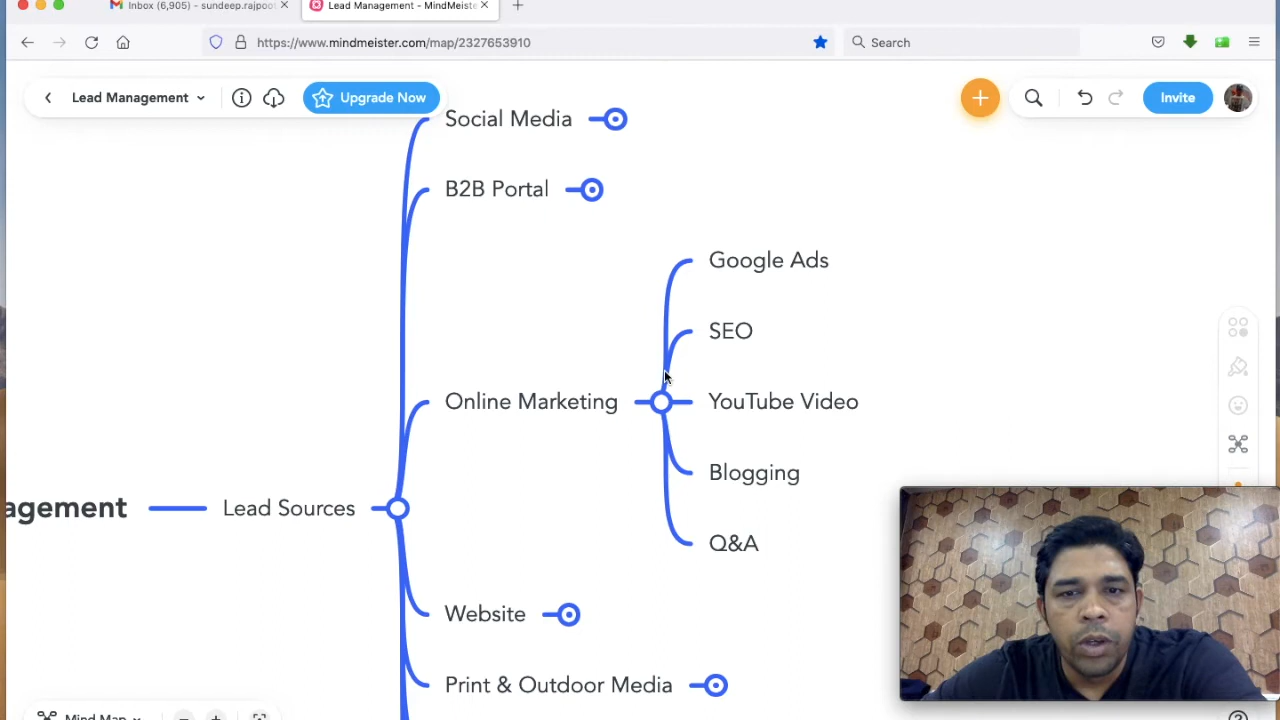 Inbox (6,905) - sundeep.rajpoot
Lead Management - MindMeiste
https://www.mindmeister.com/map/2327653910
Search
Lead Management
Upgrade Now
Invite
Social Media
B2B Portal
Google Ads
SEO
Online Marketing
YouTube Video
Blogging
agement
Lead Sources
Q&A
Website
Print & Outdoor Media
Mind Map